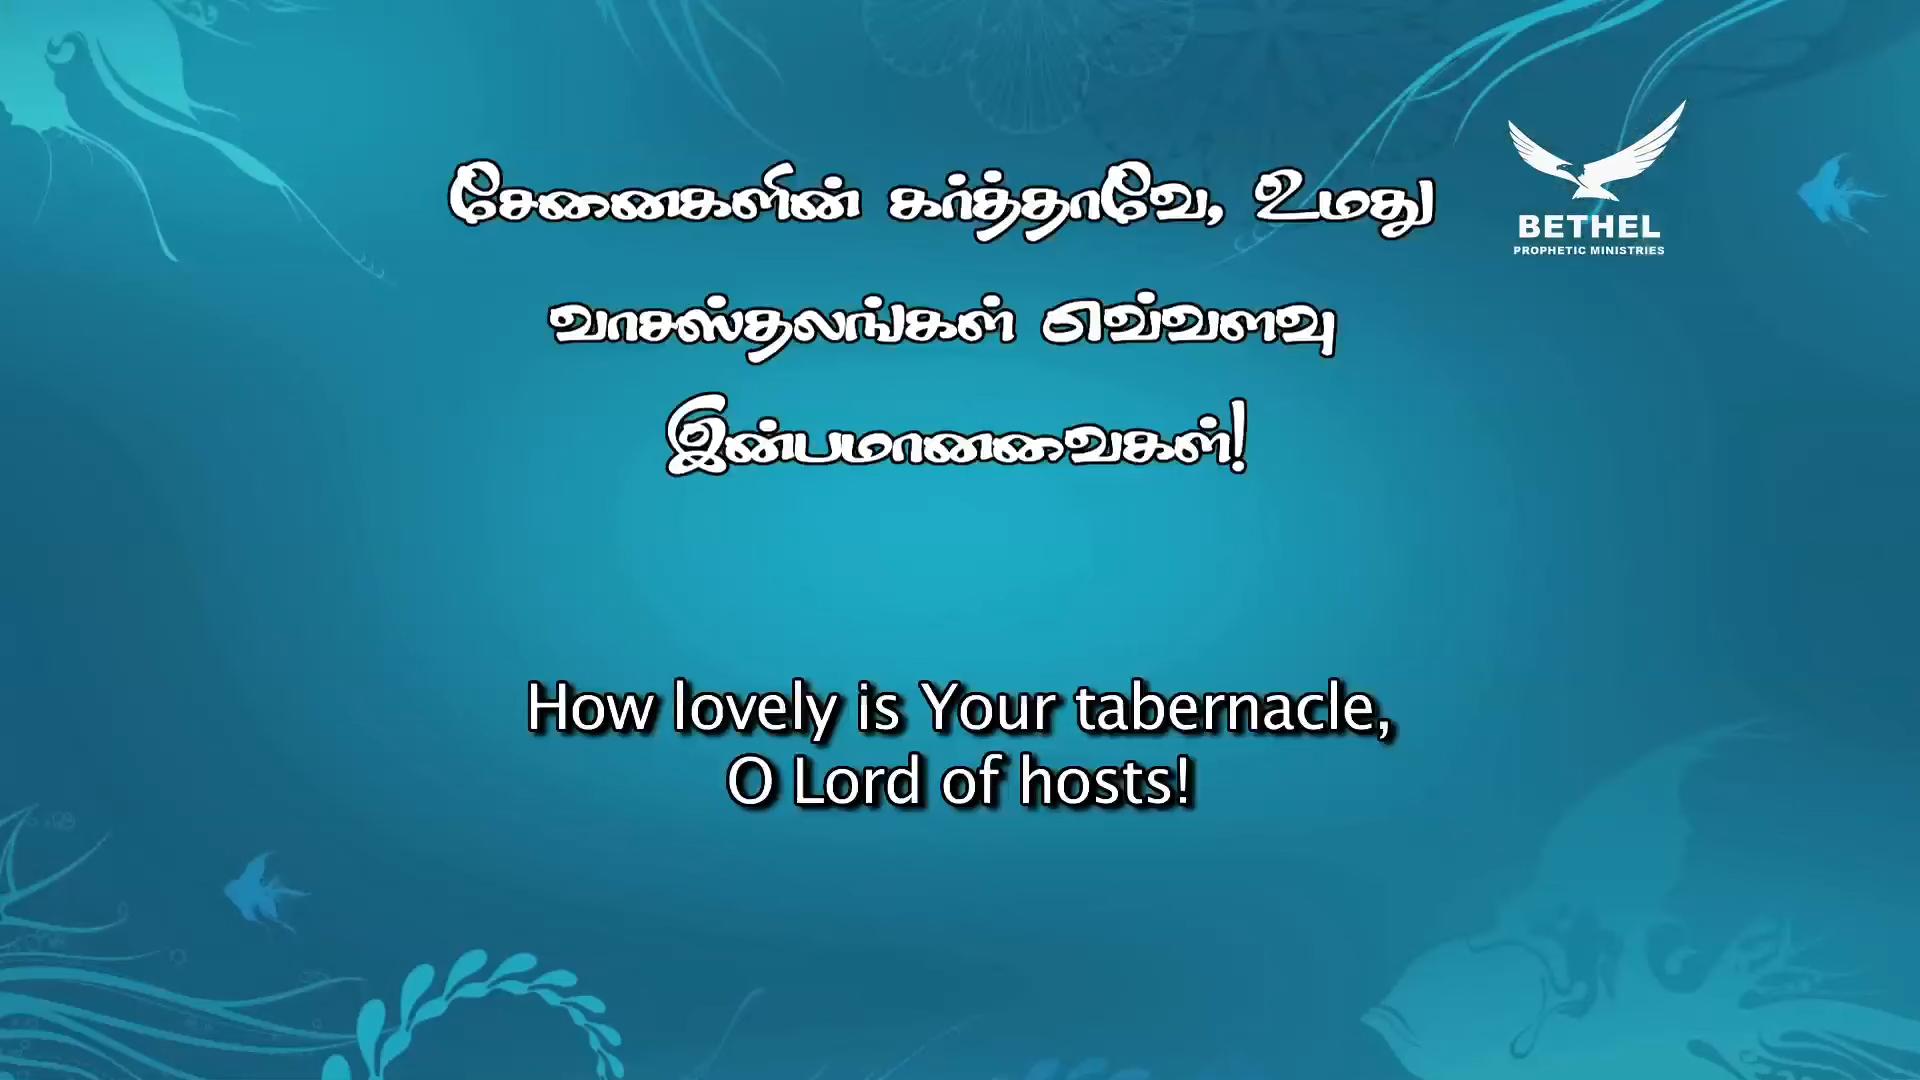 சேனைகளின் கர்த்தாவே, உமது
வாசஸ்தலங்கள் எவ்வளவு
இன்பமானவைகள்!
BETHEL
PROPHETIC MINISTRIES
How lovely is Your tabernacle,
O Lord of hosts!